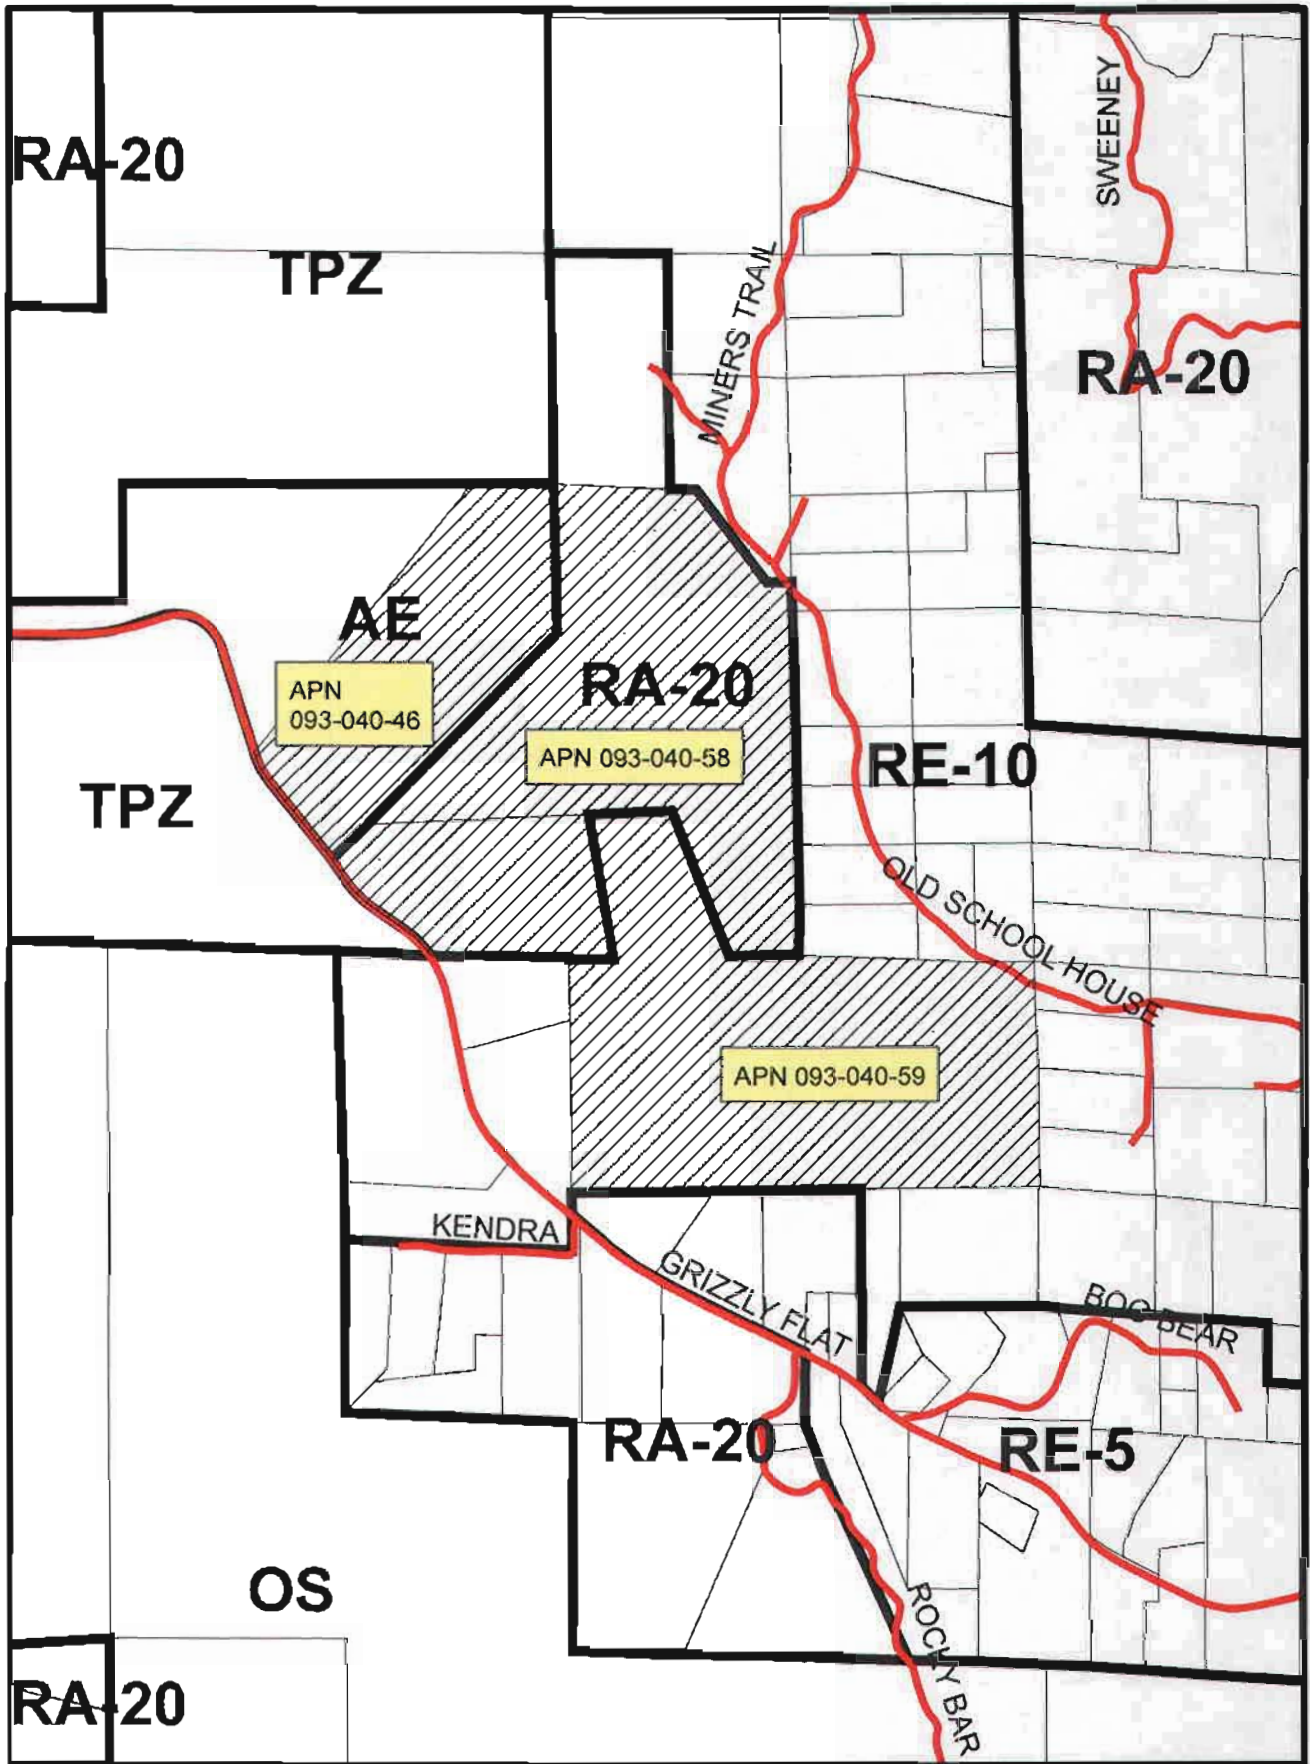 SWEENEY
RA-20
TPZ
MINERS TRAIL
RA-20
AE
RA-20
APN
093-040-46
APN 093-040-58
RE-10
TPZ
OLD SCHOOL HOUSE
APN 093-040-59
KENDRA
GRIZZLY FLAT
BOO BEAR
RA-20
RE-5
OS
ROCKY BAR
RA-20